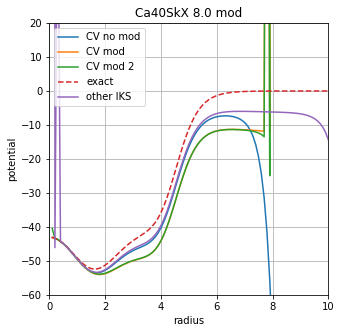 Ca40SkX 8.0 mod
CV no mod
CV mod
CV mod 2
exact
other IKS
20
10
0
−10
−20
−30
−40
−50
−60
potential
0 2 4 6 8 10
radius